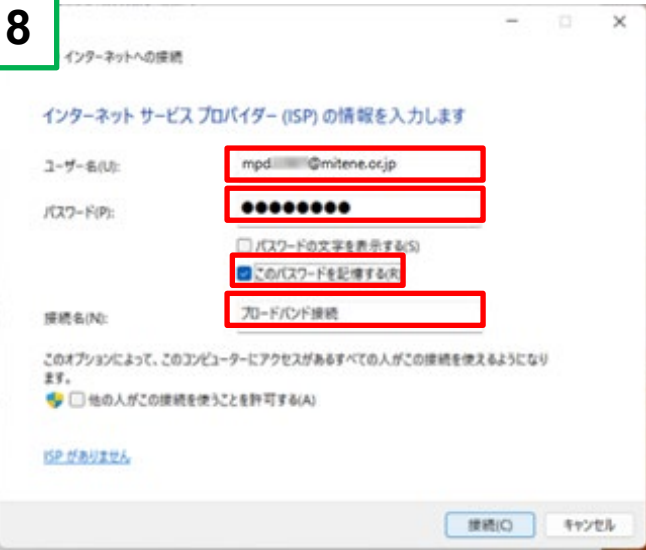 8
インターネットへの接続
インターネット サービス プロバイダー (ISP) の情報を入力します
ユーザー名(U): mpd @mitene.or.jp
パスワード(P): ●●●●●●●●
パスワードの文字を表示する(S)
このパスワードを記憶する(R)
接続名(N): ブロードバンド接続
このオプションによって、このコンピューターにアクセスがあるすべての人がこの接続を使えるようになり
ます。
他の人がこの接続を使うことを許可する(A)
ISP がありません
接続(C) キャンセル